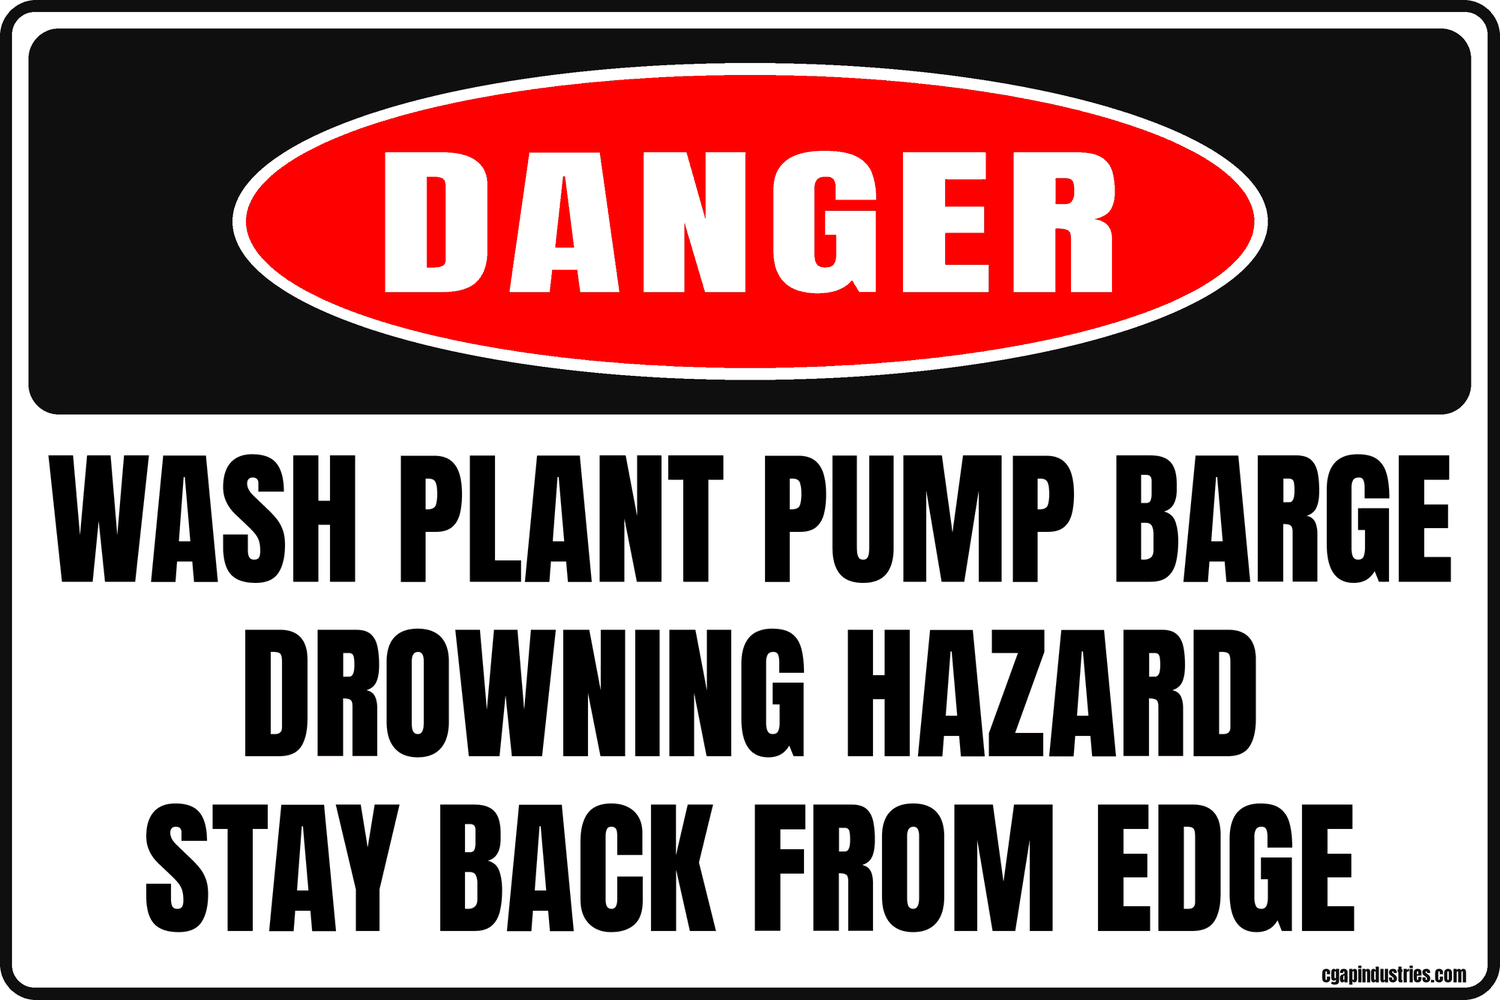 DANGER
WASH PLANT PUMP BARGE
DROWNING HAZARD
STAY BACK FROM EDGE
cgapindustries.com